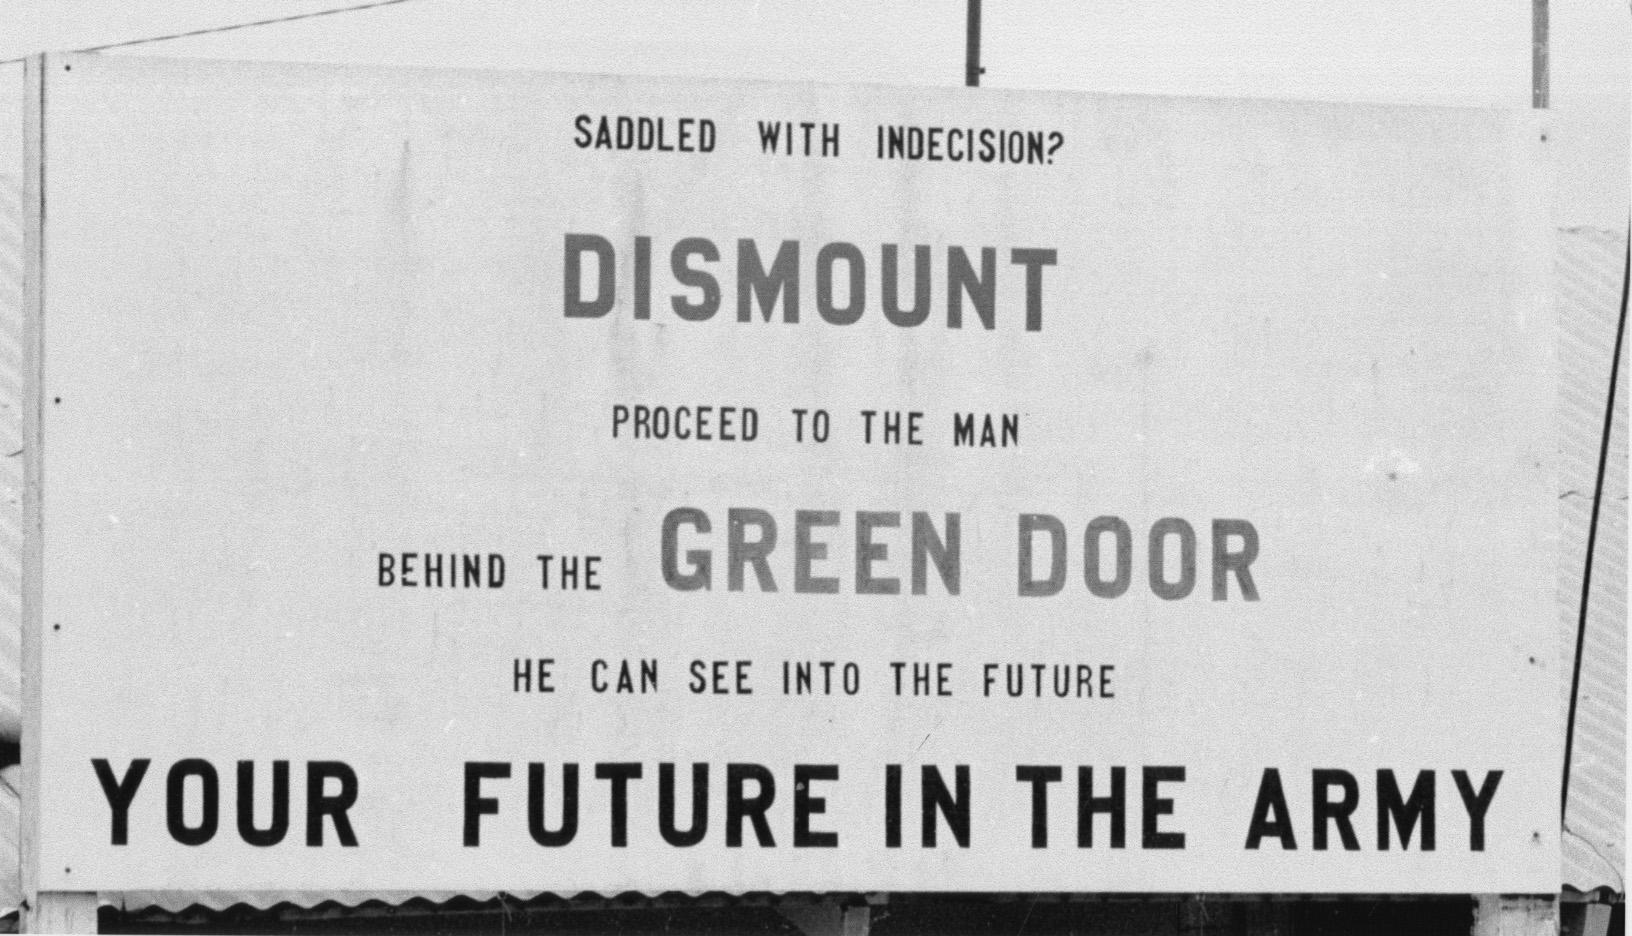 SADDLED WITH INDECISION?
DISMOUNT
PROCEED TO THE MAN
BEHIND THE GREEN DOOR
HE CAN SEE INTO THE FUTURE
YOUR FUTURE IN THE ARMY